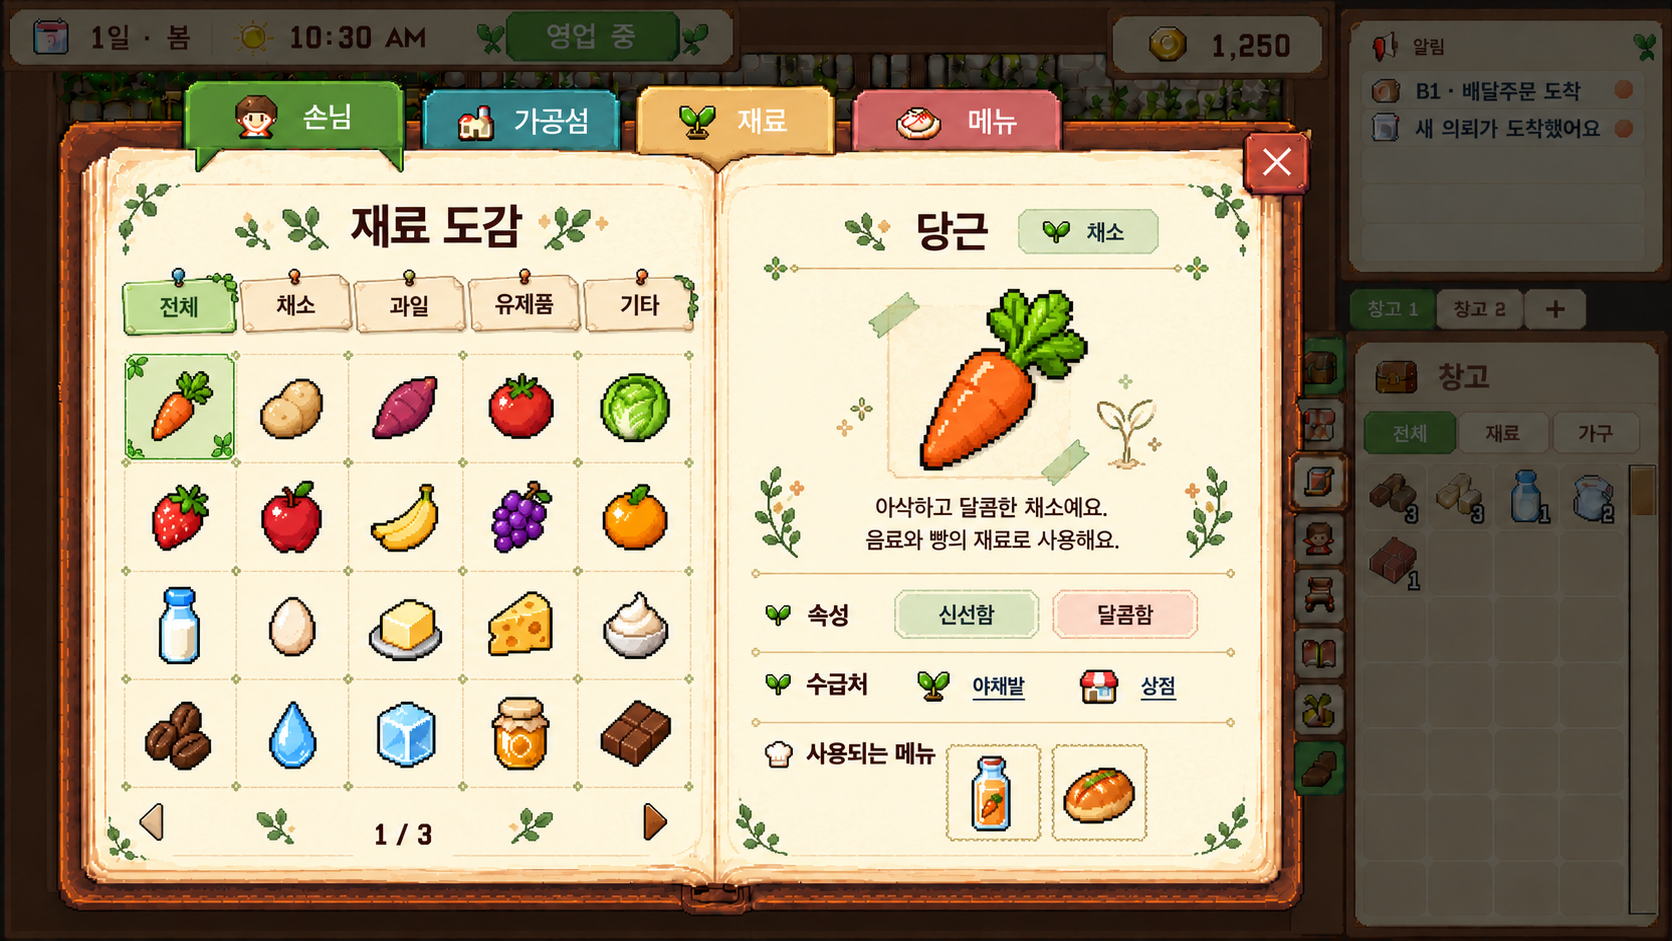 1일 · 봄
10:30 AM
영업 중
1,250
알림
B1 · 배달주문 도착
새 의뢰가 도착했어요
손님
가공섬
재료
메뉴
재료 도감
전체
채소
과일
유제품
기타
1 / 3
당근
채소
아삭하고 달콤한 채소예요.
음료와 빵의 재료로 사용해요.
속성
신선함
달콤함
수급처
야채밭
상점
사용되는 메뉴
창고 1
창고 2
+
창고
전체
재료
가구
3
3
1
2
1